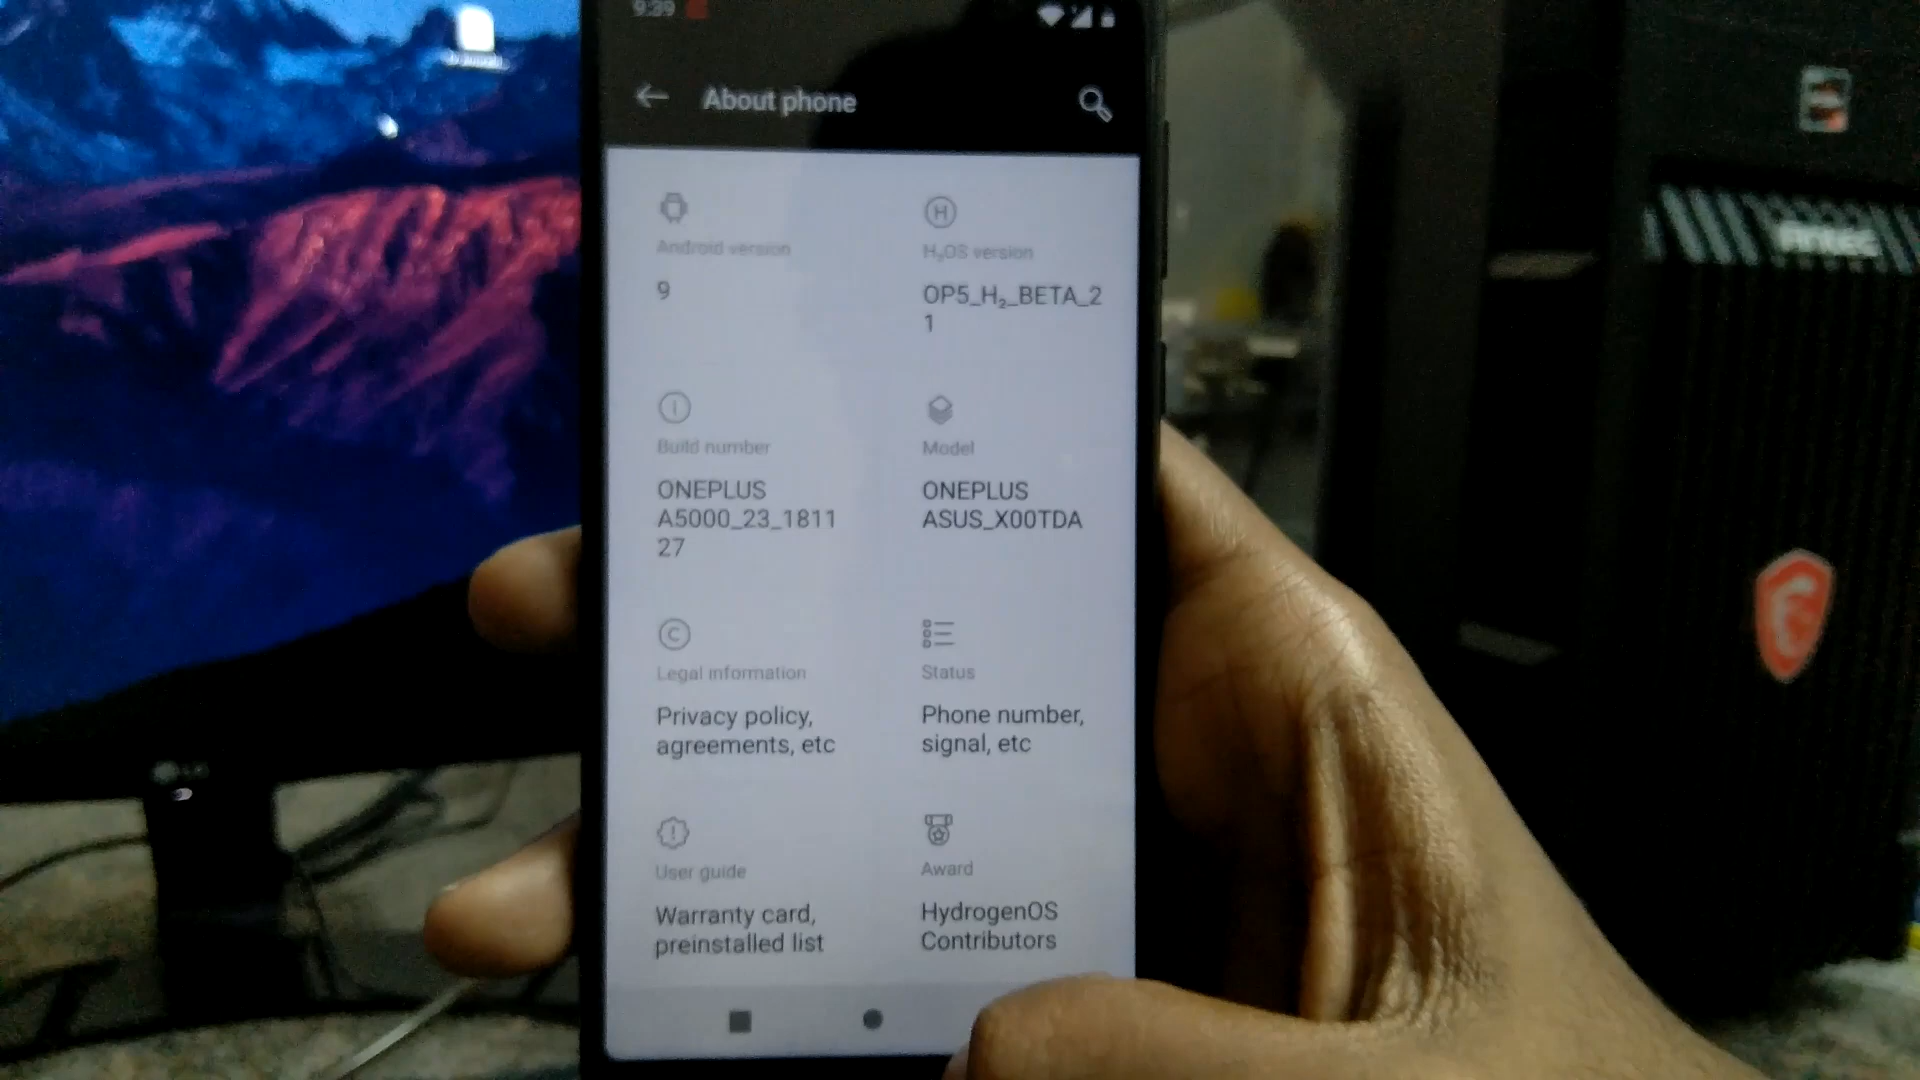 9:39
About phone
Android version
9
H₂OS version
OP5_H₂_BETA_2
1
Build number
ONEPLUS
A5000_23_1811
27
Model
ONEPLUS
ASUS_X00TDA
Legal information
Privacy policy,
agreements, etc
Status
Phone number,
signal, etc
User guide
Warranty card,
preinstalled list
Award
HydrogenOS
Contributors
Antec
LG